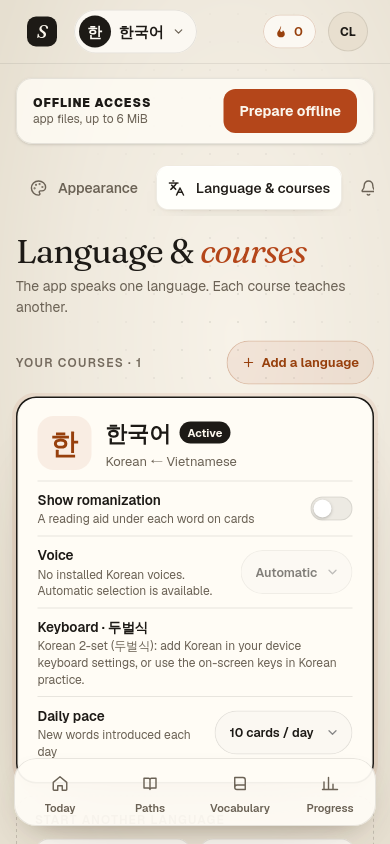 S
한 한국어
0
CL
OFFLINE ACCESS
app files, up to 6 MiB
Prepare offline
Appearance
Language & courses
Language & courses
The app speaks one language. Each course teaches
another.
YOUR COURSES · 1
+ Add a language
한
한국어
Active
Korean ← Vietnamese
Show romanization
A reading aid under each word on cards
Voice
No installed Korean voices.
Automatic selection is available.
Automatic
Keyboard · 두벌식
Korean 2-set (두벌식): add Korean in your device
keyboard settings, or use the on-screen keys in Korean
practice.
Daily pace
New words introduced each
day
10 cards / day
Today
Paths
Vocabulary
Progress
START ANOTHER LANGUAGE